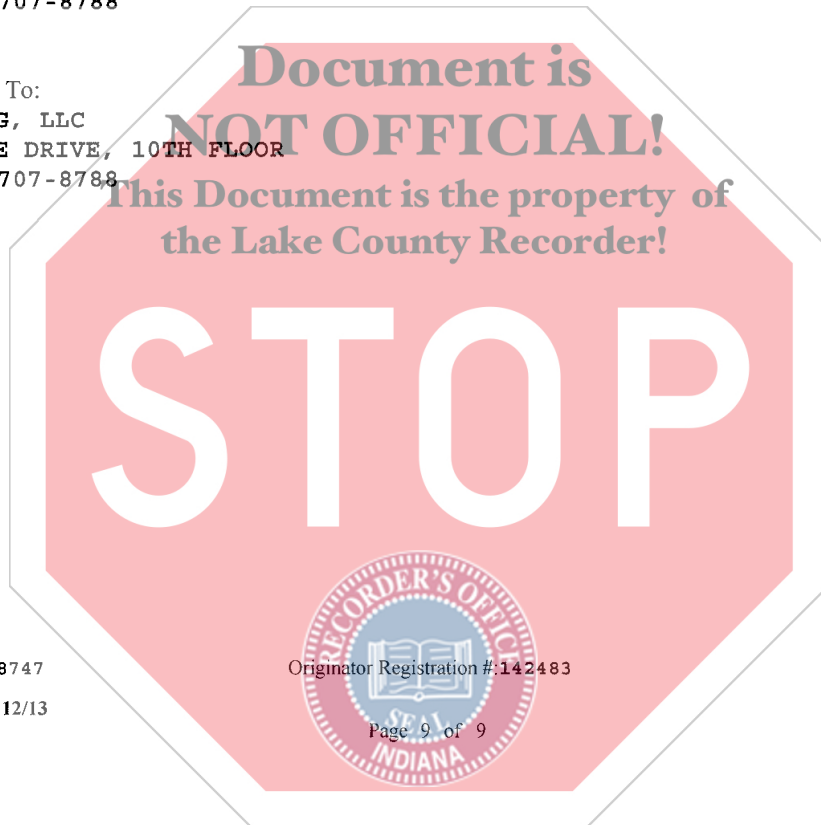 707-8788
Document is
To:
G, LLC
NOT OFFICIAL!
E DRIVE, 10TH FLOOR
707-8788
This Document is the property of
the Lake County Recorder!
STOP
RECORDER'S OFFICE
8747
Originator Registration #:142483
12/13
SEAL
Page 9 of 9
INDIANA